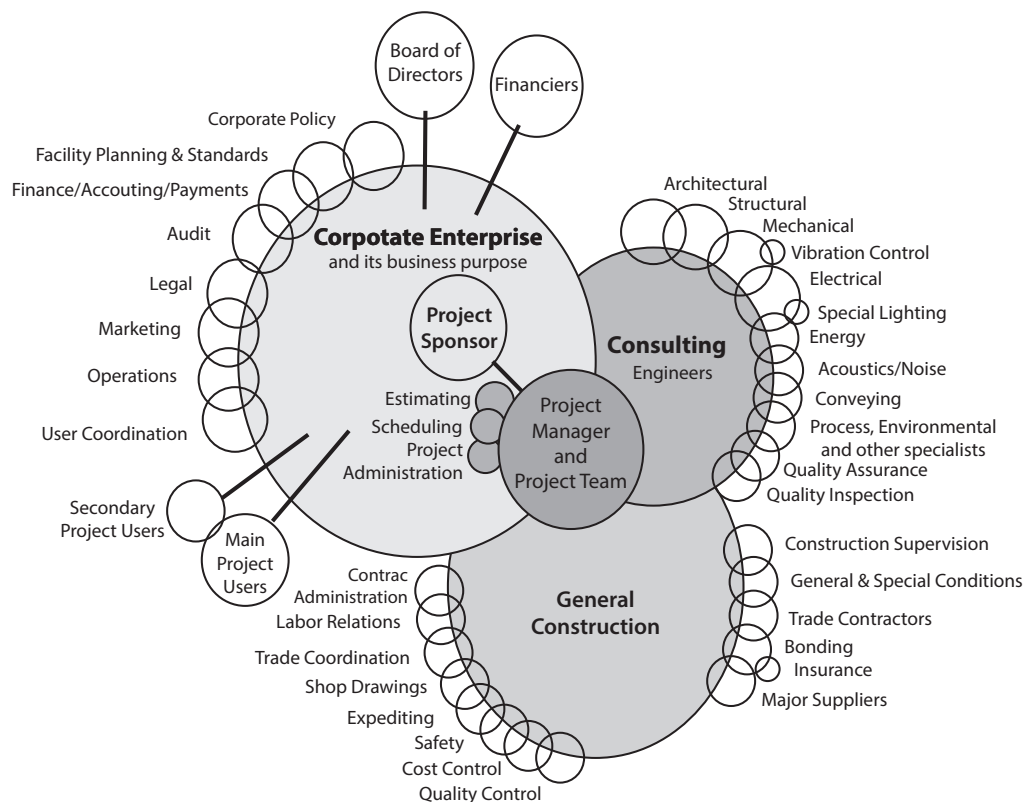 Board of
Directors
Financiers
Corporate Policy
Facility Planning & Standards
Finance/Accouting/Payments
Audit
Legal
Marketing
Operations
User Coordination
Corpotate Enterprise
and its business purpose
Project
Sponsor
Estimating
Scheduling
Project
Administration
Project
Manager
and
Project Team
Secondary
Project Users
Main
Project
Users
Architectural
Structural
Mechanical
Vibration Control
Electrical
Special Lighting
Energy
Acoustics/Noise
Conveying
Process, Environmental
and other specialists
Quality Assurance
Quality Inspection
Consulting
Engineers
Contrac
Administration
Labor Relations
Trade Coordination
Shop Drawings
Expediting
Safety
Cost Control
Quality Control
General
Construction
Construction Supervision
General & Special Conditions
Trade Contractors
Bonding
Insurance
Major Suppliers